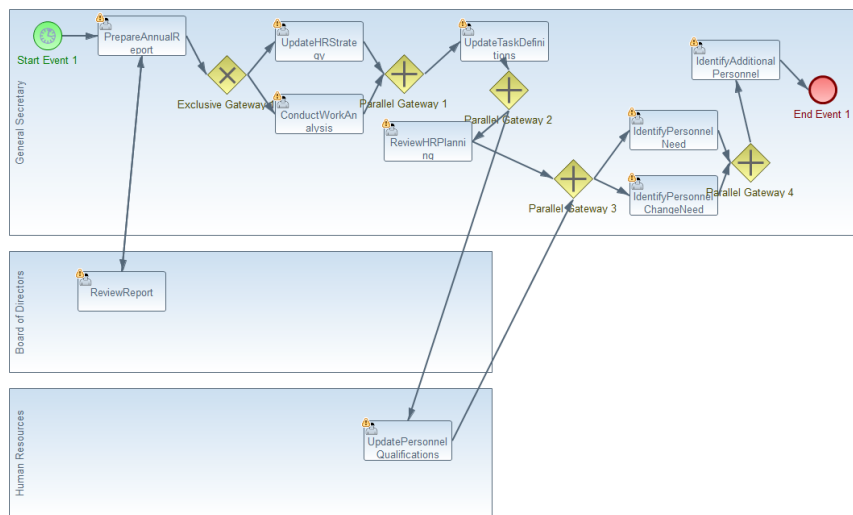 General Secretary
Start Event 1
PrepareAnnualR
eport
Exclusive Gateway
UpdateHRStrate
gy
ConductWorkAn
alysis
Parallel Gateway 1
UpdateTaskDefini
tions
Parallel Gateway 2
ReviewHRPlanni
ng
Parallel Gateway 3
IdentifyPersonnel
Need
IdentifyPersonnel
ChangeNeed
Parallel Gateway 4
IdentifyAdditional
Personnel
End Event 1
Board of Directors
ReviewReport
Human Resources
UpdatePersonnel
Qualifications